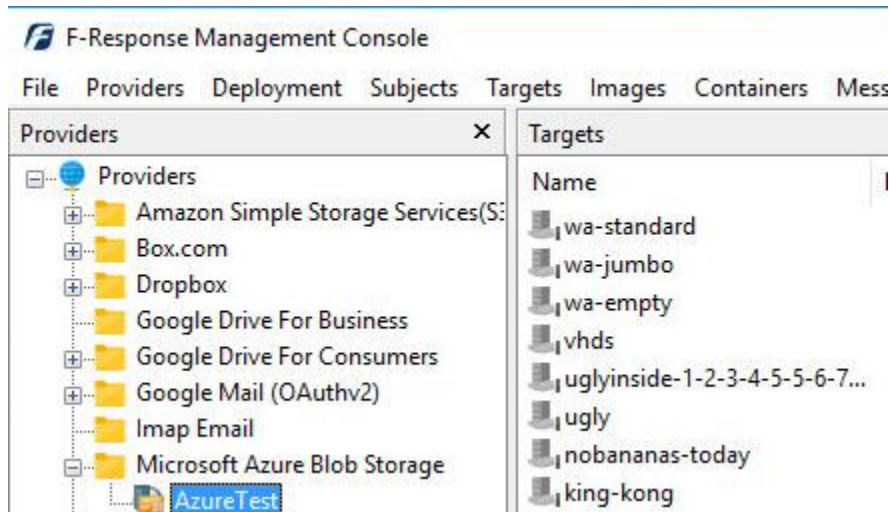 F-Response Management Console
File Providers Deployment Subjects Targets Images Containers Mess
Providers
Providers
Amazon Simple Storage Services(S3
Box.com
Dropbox
Google Drive For Business
Google Drive For Consumers
Google Mail (OAuthv2)
Imap Email
Microsoft Azure Blob Storage
AzureTest
Targets
Name
wa-standard
wa-jumbo
wa-empty
vhds
uglyinside-1-2-3-4-5-5-6-7...
ugly
nobananas-today
king-kong